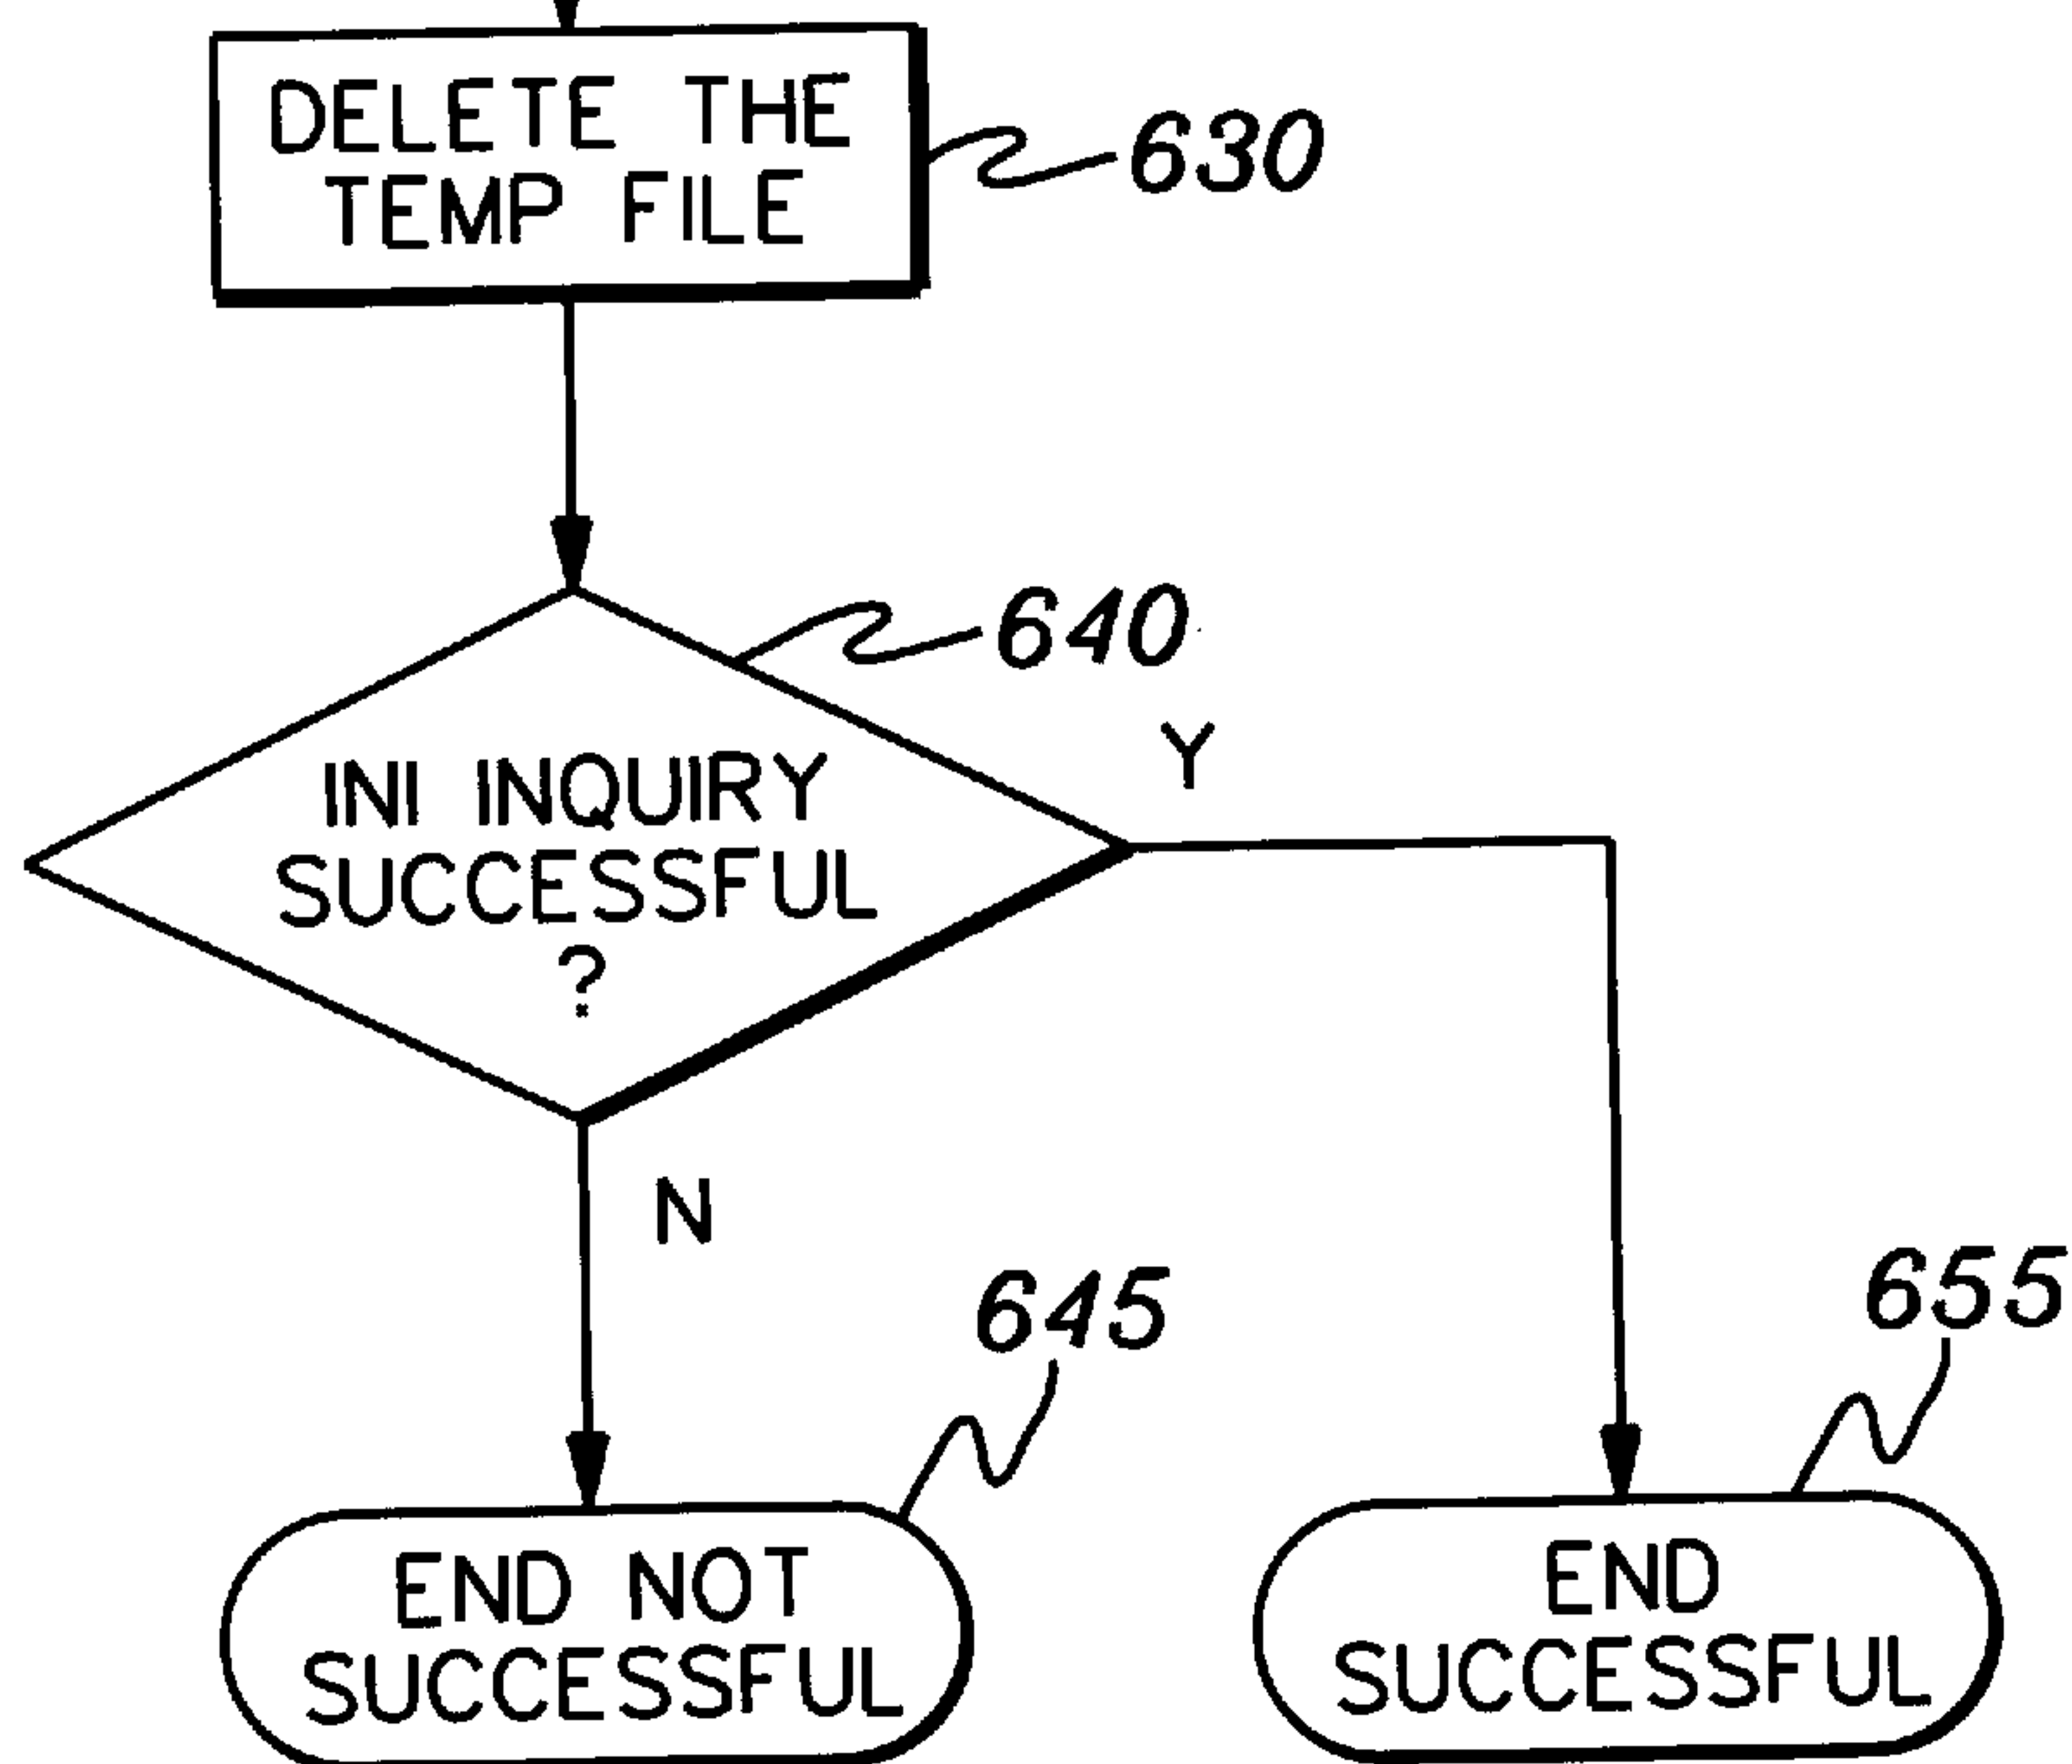 DELETE THE
TEMP FILE
630
640
INI INQUIRY
SUCCESSFUL
?
Y
N
645
655
END NOT
SUCCESSFUL
END
SUCCESSFUL